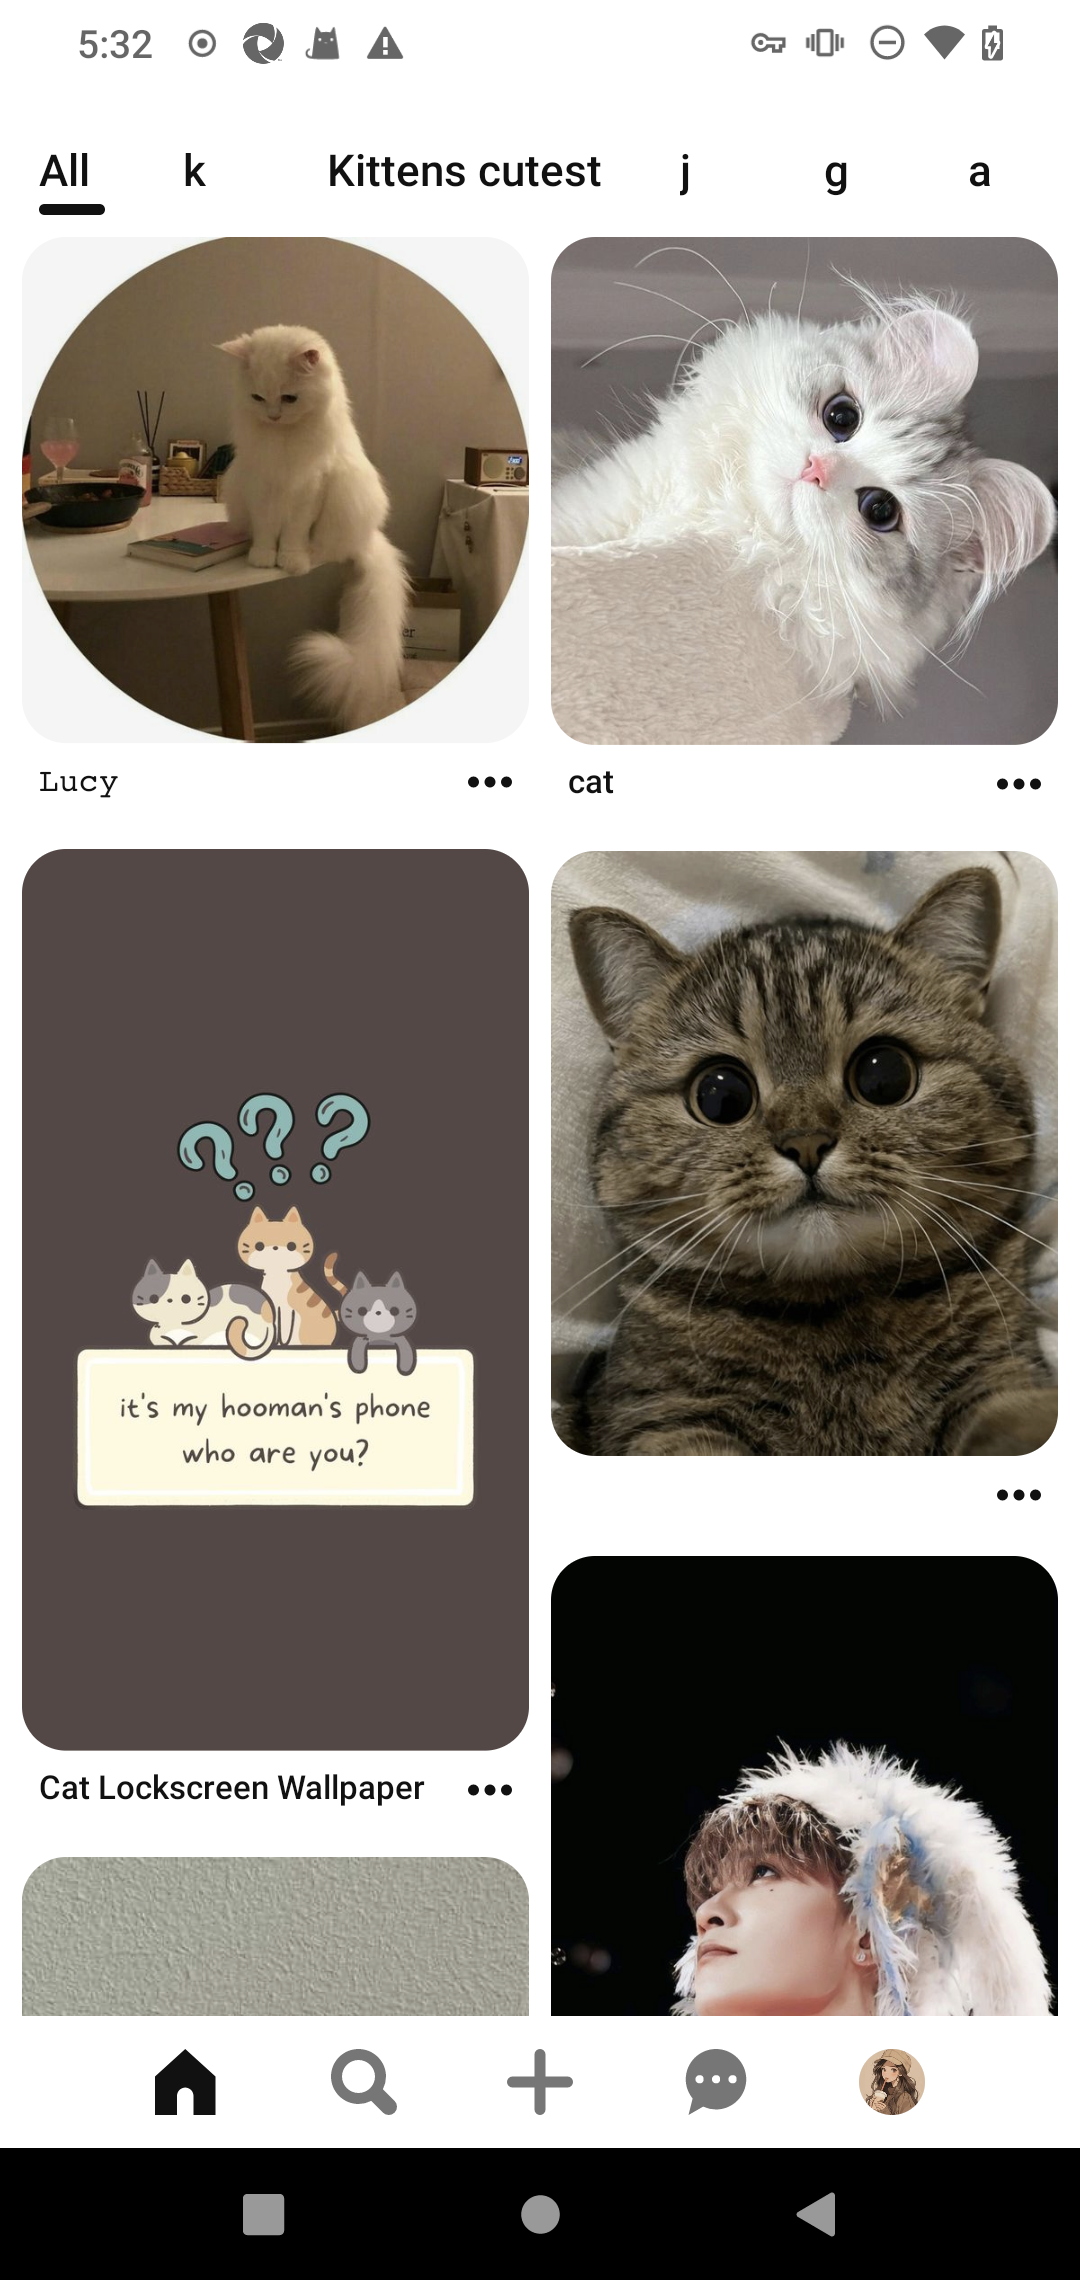 5:32
All k Kittens cutest j g a
Lucy
cat
it's my hooman's phone
who are you?
Cat Lockscreen Wallpaper